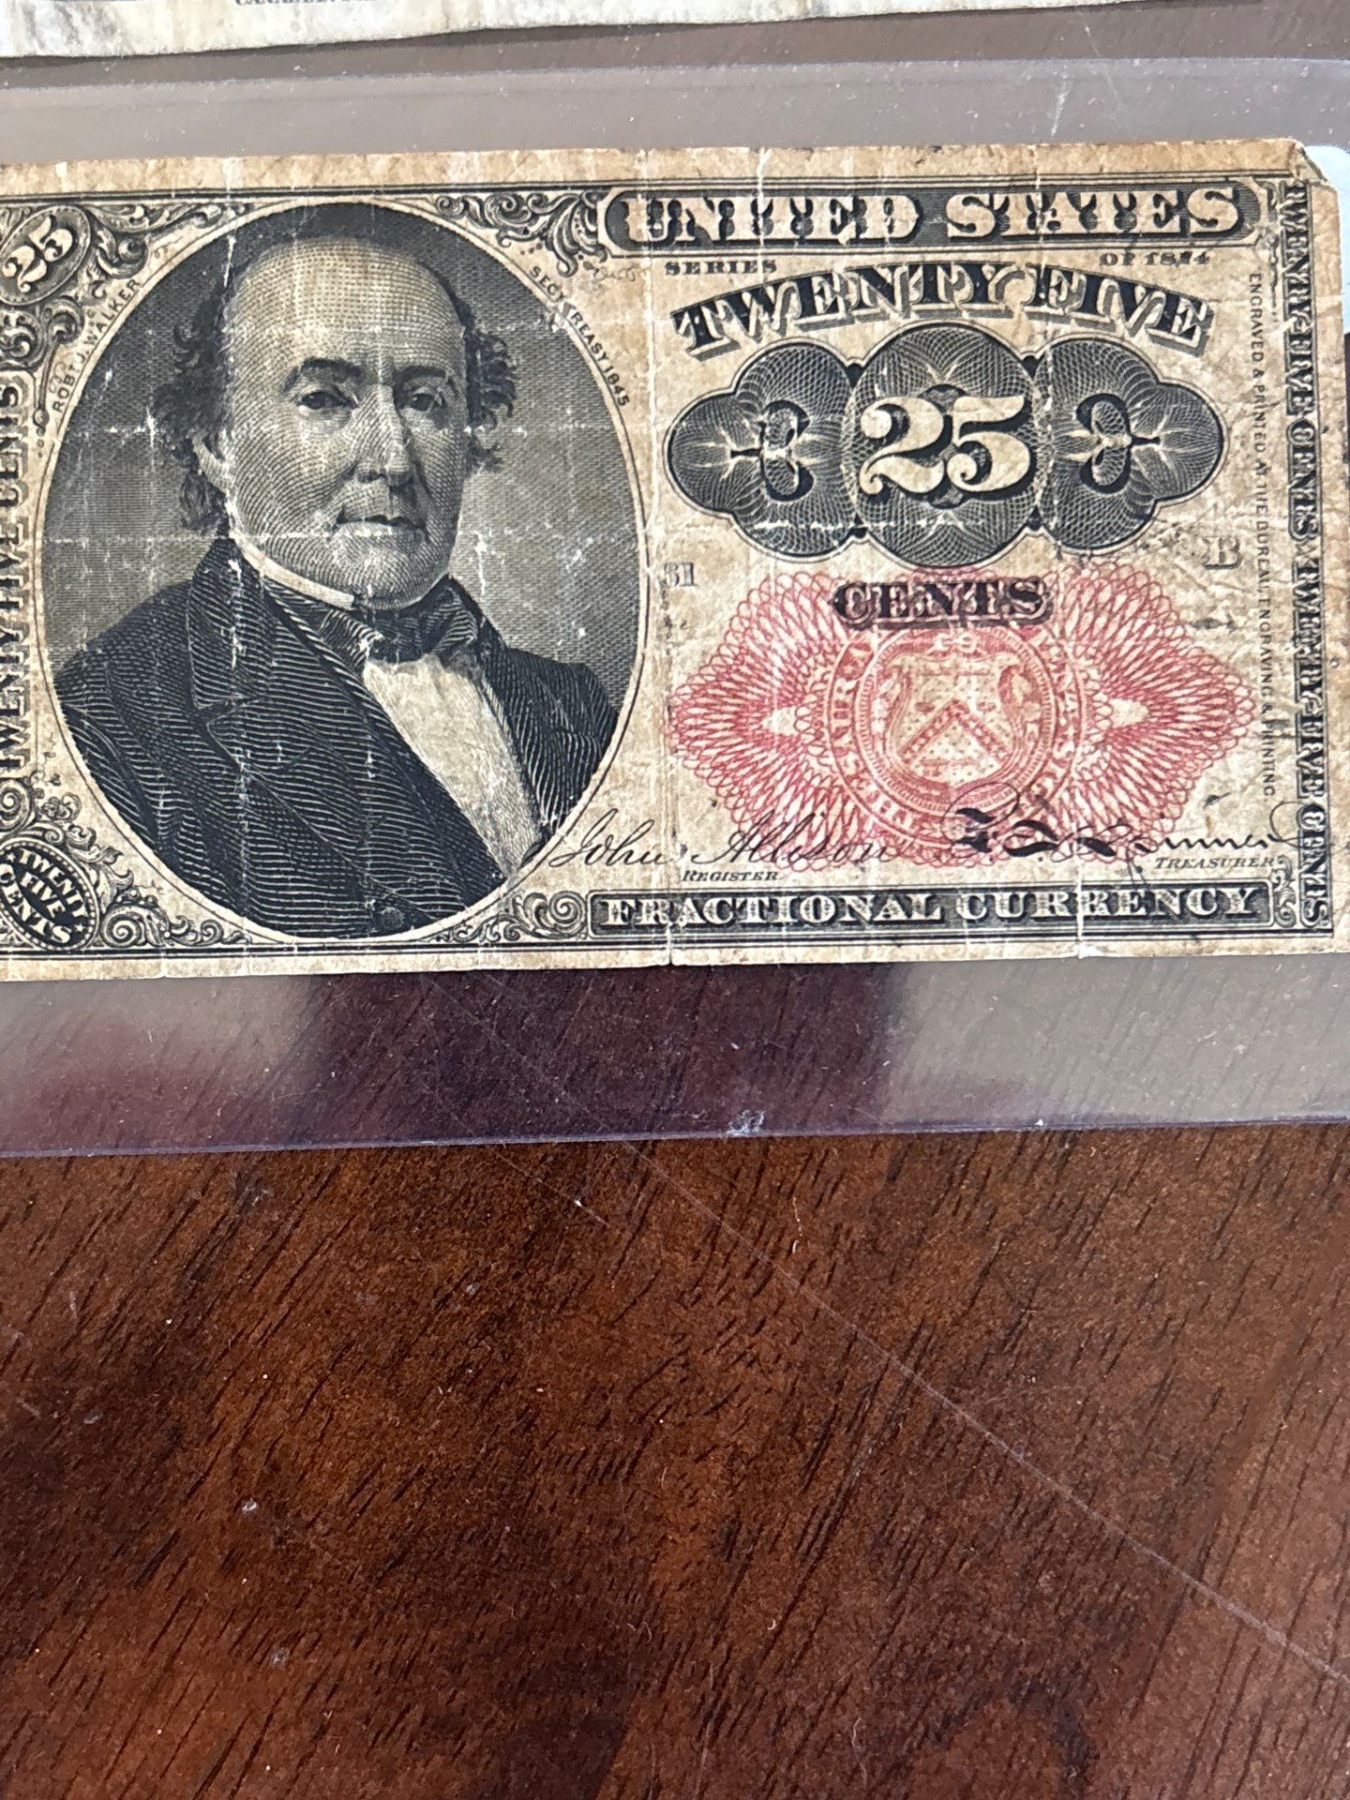 25
ROBT. J. WALKER
SECT. TREASY. 1845
UNITED STATES
SERIES OF 1874
TWENTY FIVE
25
CENTS
B
John Allison
REGISTER.
TREASURER
FRACTIONAL CURRENCY
TWENTY FIVE CENTS
TWENTY FIVE CENTS
TWENTY-FIVE CENTS TWENTY-FIVE CENTS
ENGRAVED & PRINTED AT THE BUREAU, ENGRAVING & PRINTING.